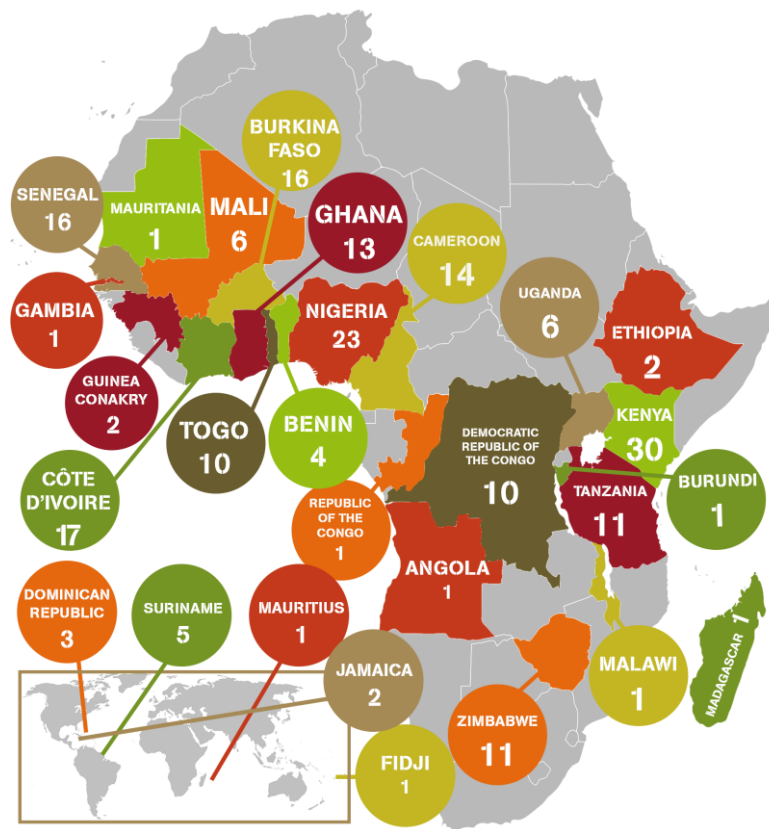 BURKINA
FASO
16
SENEGAL
16
MAURITANIA
1
MALI
6
GHANA
13
CAMEROON
14
GAMBIA
1
NIGERIA
23
UGANDA
6
ETHIOPIA
2
GUINEA
CONAKRY
2
TOGO
10
BENIN
4
DEMOCRATIC
REPUBLIC OF
THE CONGO
10
KENYA
30
CÔTE
D'IVOIRE
17
REPUBLIC
OF THE
CONGO
1
TANZANIA
11
BURUNDI
1
ANGOLA
1
DOMINICAN
REPUBLIC
3
SURINAME
5
MAURITIUS
1
JAMAICA
2
MALAWI
1
MADAGASCAR 1
ZIMBABWE
11
FIDJI
1